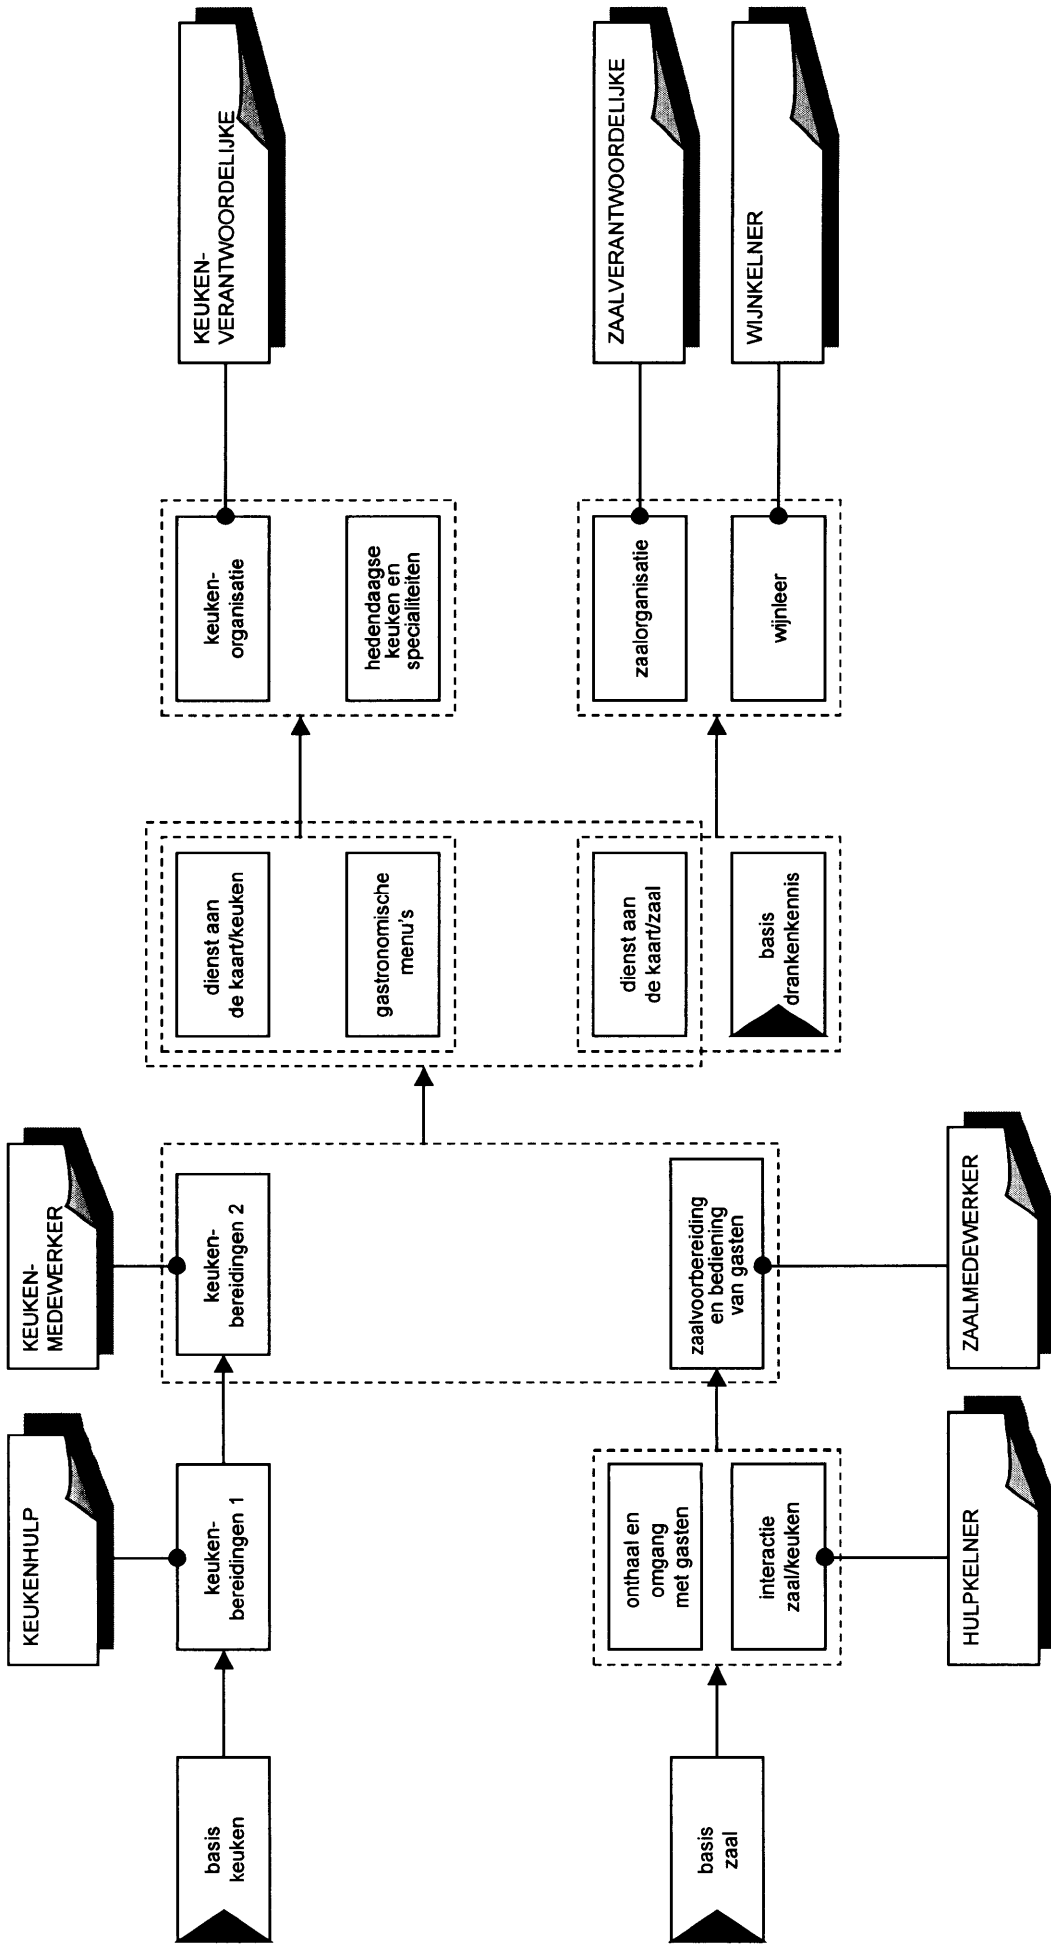 KEUKENHULP
KEUKEN-
MEDEWERKER
KEUKEN-
VERANTWOORDELIJKE
basis
keuken
keuken-
bereidingen 1
keuken-
bereidingen 2
dienst aan
de kaart/keuken
gastronomische
menu's
keuken-
organisatie
hedendaagse
keuken en
specialiteiten
basis
zaal
onthaal en
omgang
met gasten
interactie
zaal/keuken
zaalvoorbereiding
en bediening
van gasten
dienst aan
de kaart/zaal
basis
drankenkennis
zaalorganisatie
wijnleer
ZAALVERANTWOORDELIJKE
WIJNKELNER
HULPKELNER
ZAALMEDEWERKER